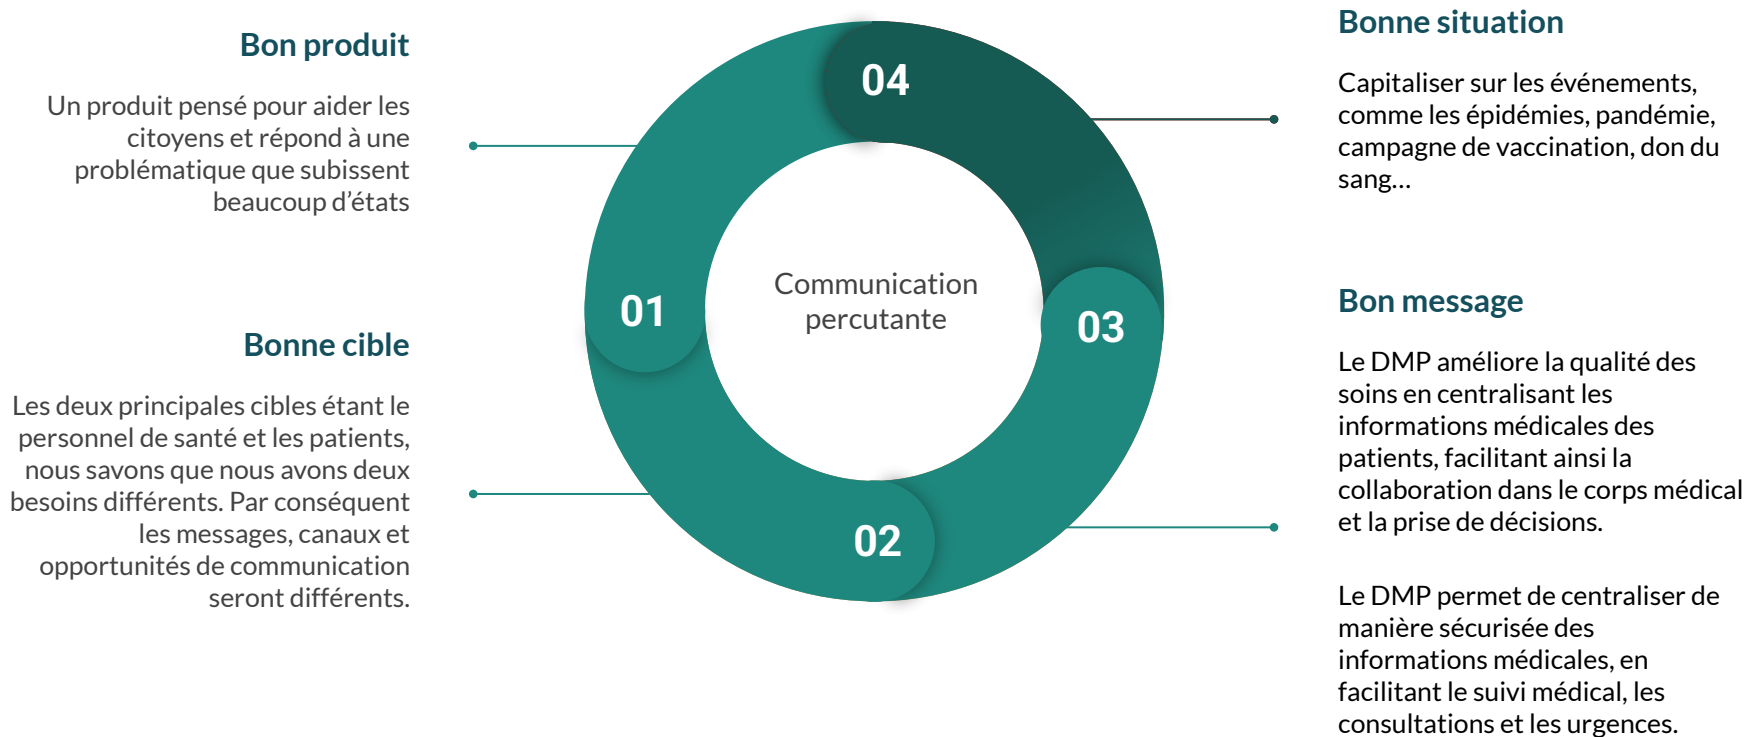 Bon produit
Un produit pensé pour aider les
citoyens et répond à une
problématique que subissent
beaucoup d’états
Bonne cible
Les deux principales cibles étant le
personnel de santé et les patients,
nous savons que nous avons deux
besoins différents. Par conséquent
les messages, canaux et
opportunités de communication
seront différents.
04
01
Communication
percutante
03
02
Bonne situation
Capitaliser sur les événements,
comme les épidémies, pandémie,
campagne de vaccination, don du
sang...
Bon message
Le DMP améliore la qualité des
soins en centralisant les
informations médicales des
patients, facilitant ainsi la
collaboration dans le corps médical
et la prise de décisions.
Le DMP permet de centraliser de
manière sécurisée des
informations médicales, en
facilitant le suivi médical, les
consultations et les urgences.